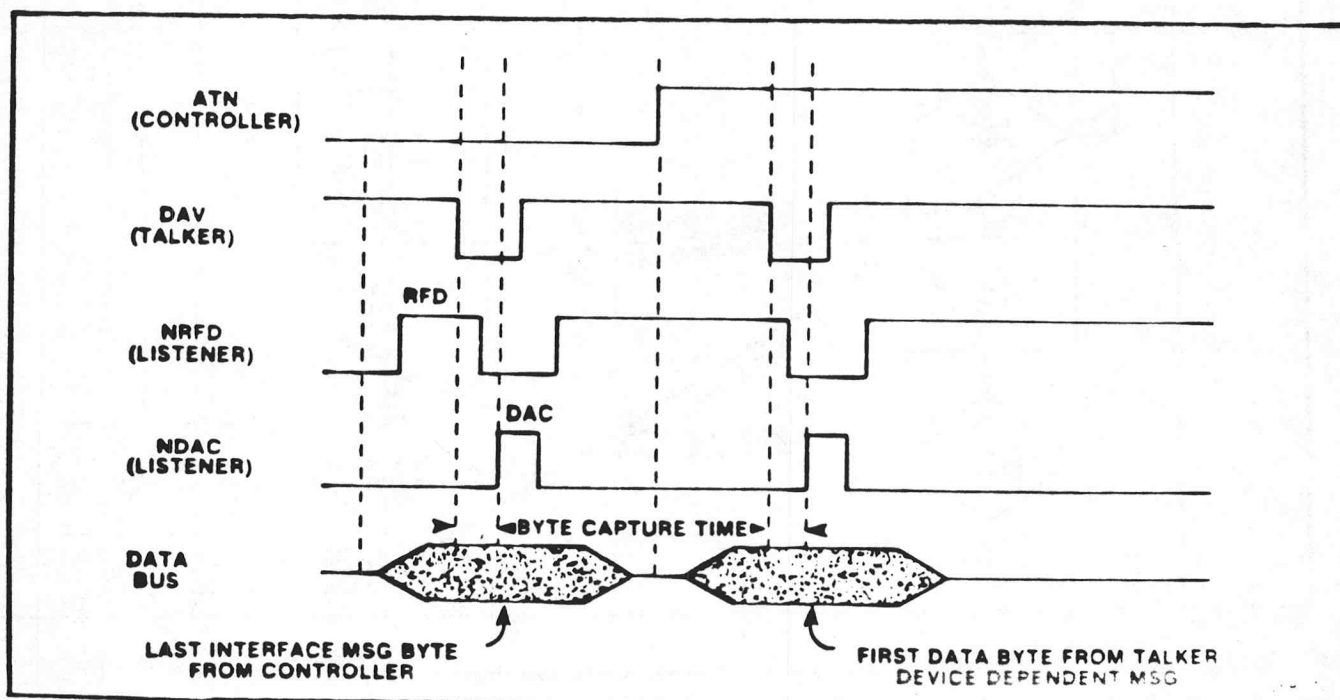 ATN
(CONTROLLER)
DAV
(TALKER)
RFD
NRFD
(LISTENER)
DAC
NDAC
(LISTENER)
BYTE CAPTURE TIME
DATA
BUS
LAST INTERFACE MSG BYTE
FROM CONTROLLER
FIRST DATA BYTE FROM TALKER
DEVICE DEPENDENT MSG